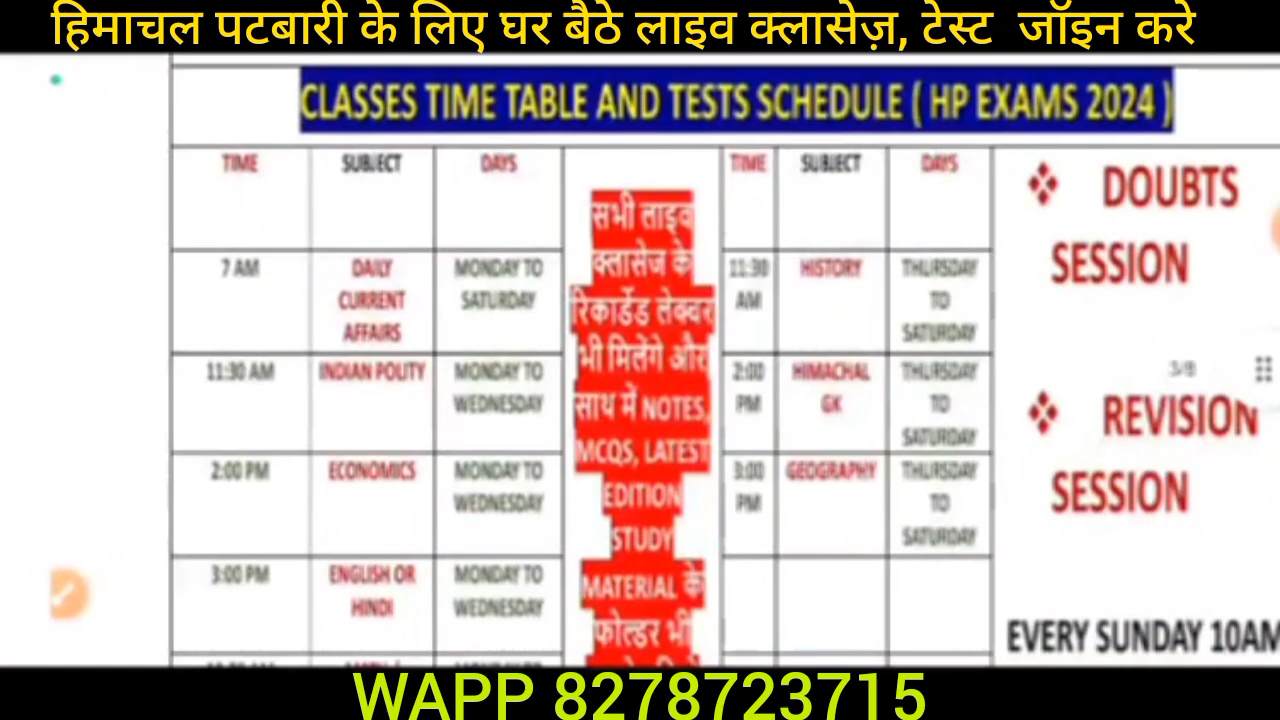 हिमाचल पटबारी के लिए घर बैठे लाइव क्लासेज़, टेस्ट जॉइन करे
CLASSES TIME TABLE AND TESTS SCHEDULE ( HP EXAMS 2024 )
TIME SUBJECT DAYS
7 AM DAILY CURRENT AFFAIRS MONDAY TO SATURDAY
11:30 AM INDIAN POLITY MONDAY TO WEDNESDAY
2:00 PM ECONOMICS MONDAY TO WEDNESDAY
3:00 PM ENGLISH OR HINDI MONDAY TO WEDNESDAY
सभी लाइव
क्लासेज के
रिकार्डेड लेक्चर
भी मिलेंगे और
साथ में NOTES,
MCQS, LATEST
EDITION
STUDY
MATERIAL के
फोल्डर भी
TIME SUBJECT DAYS
11:30 AM HISTORY THURSDAY TO SATURDAY
2:00 PM HIMACHAL GK THURSDAY TO SATURDAY
3:00 PM GEOGRAPHY THURSDAY TO SATURDAY
❖ DOUBTS
SESSION
3/8
❖ REVISION
SESSION
EVERY SUNDAY 10AM
WAPP 8278723715